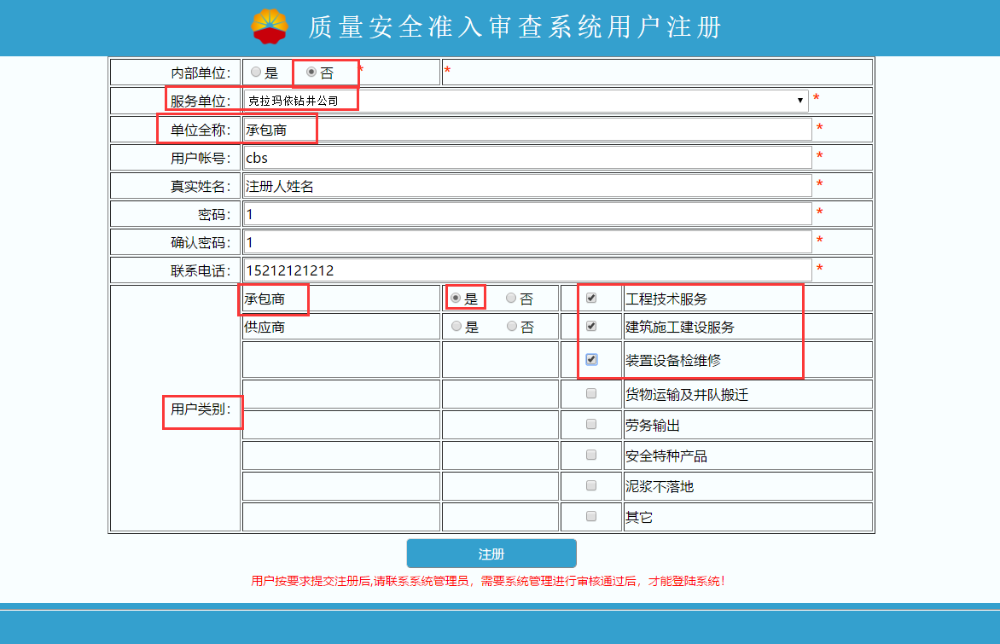 质量安全准入审查系统用户注册
内部单位: 是 否 * *
服务单位: 克拉玛依钻井公司 *
单位全称: 承包商 *
用户帐号: cbs *
真实姓名: 注册人姓名 *
密码: 1 *
确认密码: 1 *
联系电话: 15212121212 *
承包商 是 否 工程技术服务
供应商 是 否 建筑施工建设服务
装置设备检维修
货物运输及井队搬迁
用户类别:
劳务输出
安全特种产品
泥浆不落地
其它
注册
用户按要求提交注册后,请联系系统管理员，需要系统管理进行审核通过后，才能登陆系统!